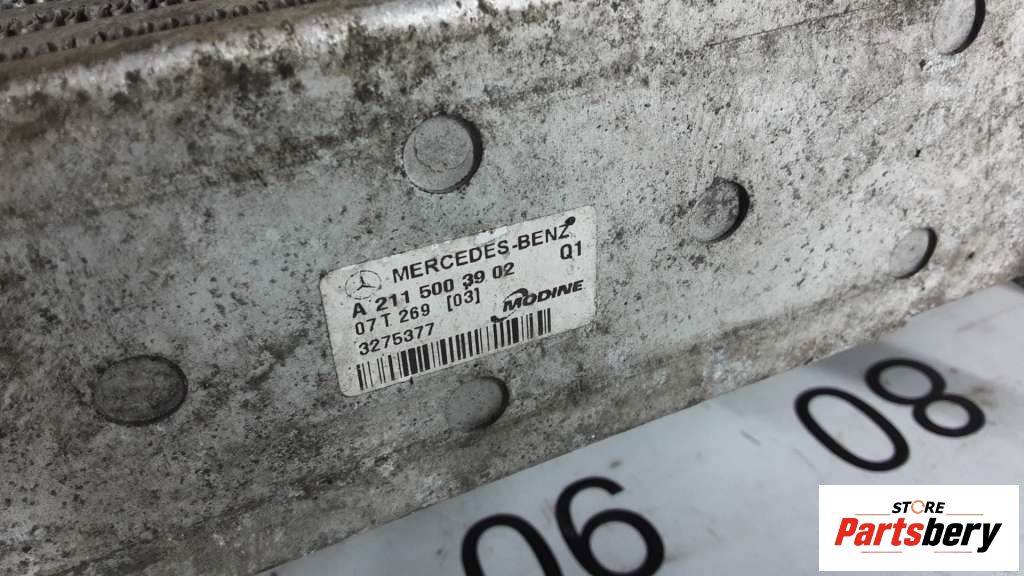 MERCEDES-BENZ
A 211 500 39 02 Q1
07 T 269 [03] MODINE
3275377
06 08
STORE
Partsbery